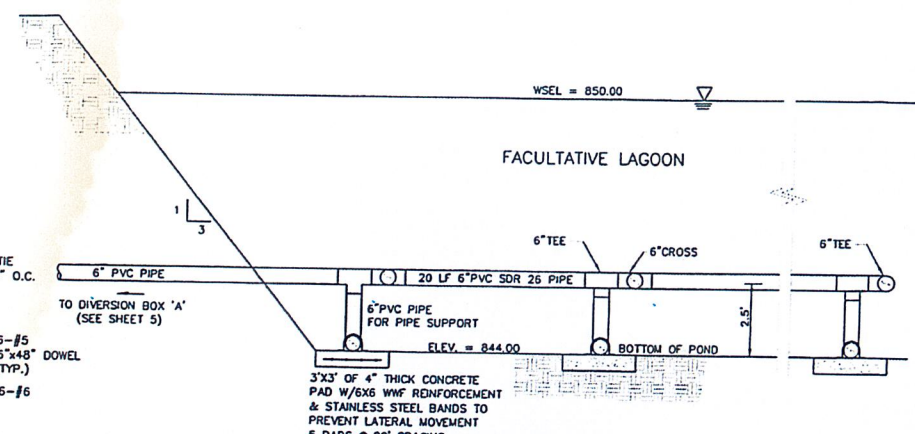 WSEL = 850.00
FACULTATIVE LAGOON
1
3
TIE
" O.C.
6" PVC PIPE
6"TEE
6"CROSS
6"TEE
20 LF 6"PVC SDR 26 PIPE
TO DIVERSION BOX 'A'
(SEE SHEET 5)
6"PVC PIPE
FOR PIPE SUPPORT
2.5'
-#5
"x48" DOWEL
TYP.)
-#6
ELEV. = 844.00
BOTTOM OF POND
3'X3' OF 4" THICK CONCRETE
PAD W/6X6 WWF REINFORCEMENT
& STAINLESS STEEL BANDS TO
PREVENT LATERAL MOVEMENT